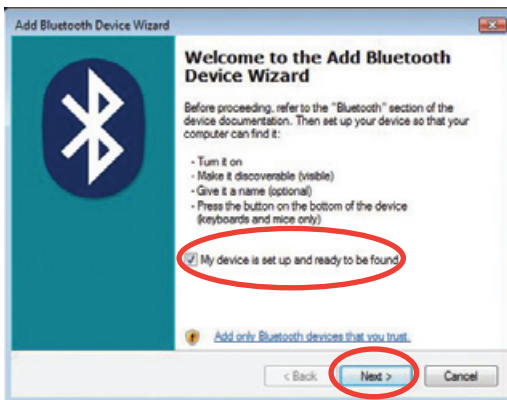 Add Bluetooth Device Wizard
Welcome to the Add Bluetooth
Device Wizard
Before proceeding, refer to the "Bluetooth" section of the
device documentation. Then set up your device so that your
computer can find it:
- Turn it on
- Make it discoverable (visible)
- Give it a name (optional)
- Press the button on the bottom of the device
(keyboards and mice only)
My device is set up and ready to be found
Add only Bluetooth devices that you trust.
< Back
Next >
Cancel